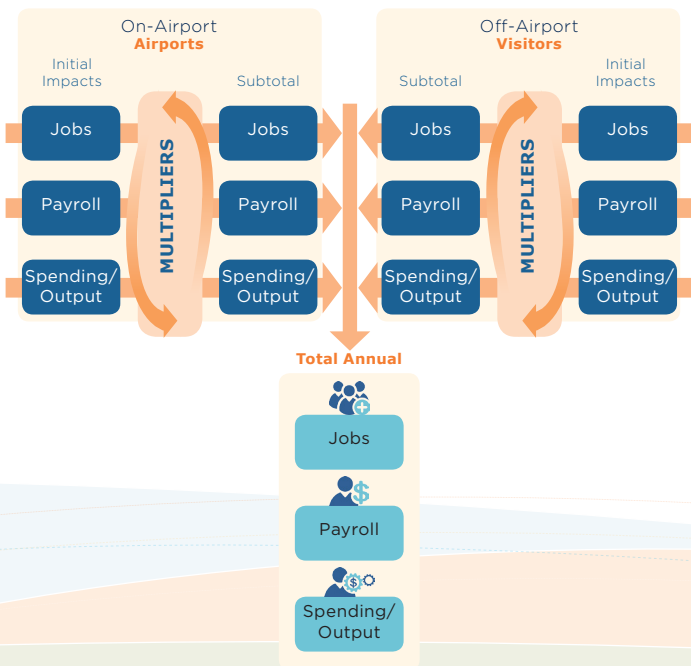 On-Airport
Airports
Initial
Impacts
Subtotal
Jobs
Jobs
Payroll
Payroll
Spending/
Output
Spending/
Output
MULTIPLIERS
Off-Airport
Visitors
Subtotal
Initial
Impacts
Jobs
Jobs
Payroll
Payroll
Spending/
Output
Spending/
Output
MULTIPLIERS
Total Annual
Jobs
$
Payroll
$
Spending/
Output